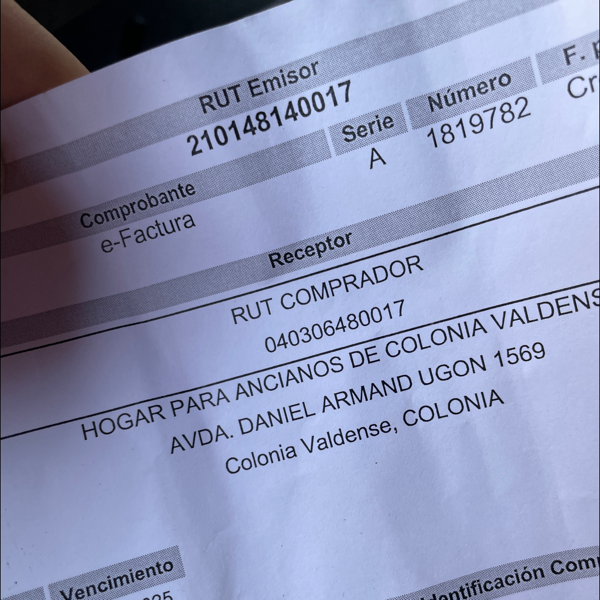 RUT Emisor
210148140017
Comprobante Serie Número
e-Factura A 1819782
Receptor
RUT COMPRADOR
040306480017
HOGAR PARA ANCIANOS DE COLONIA VALDENS
AVDA. DANIEL ARMAND UGON 1569
Colonia Valdense, COLONIA
Vencimiento